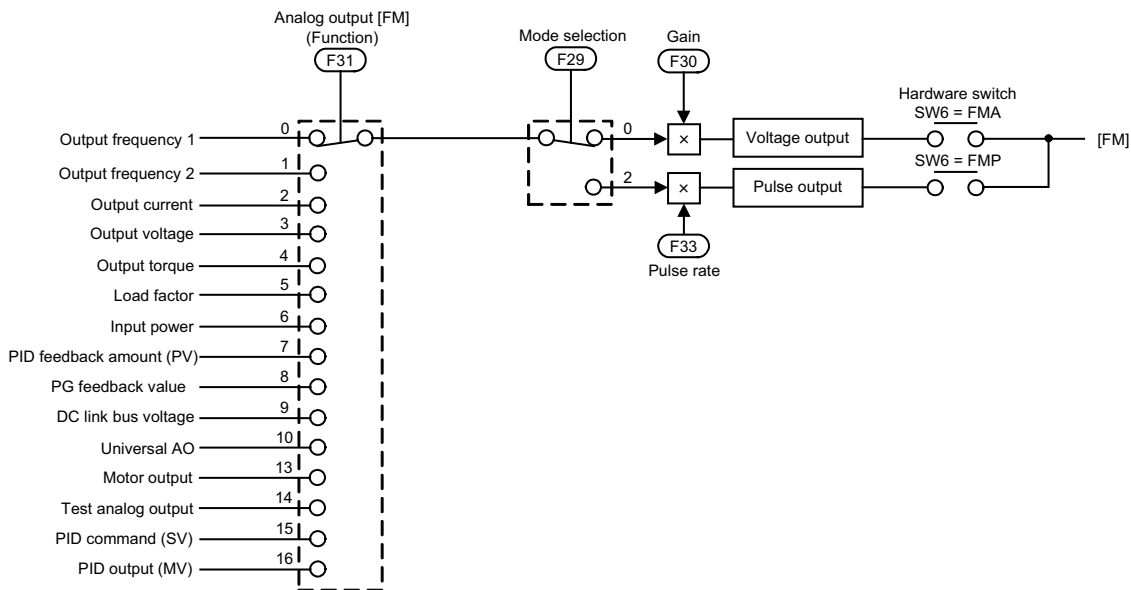 Analog output [FM]
(Function)
F31
Mode selection
F29
Gain
F30
Hardware switch
SW6 = FMA
Output frequency 1
0
0
×
Voltage output
[FM]
SW6 = FMP
Output frequency 2
1
2
×
Pulse output
Output current
2
Output voltage
3
F33
Pulse rate
Output torque
4
Load factor
5
Input power
6
PID feedback amount (PV)
7
PG feedback value
8
DC link bus voltage
9
Universal AO
10
Motor output
13
Test analog output
14
PID command (SV)
15
PID output (MV)
16